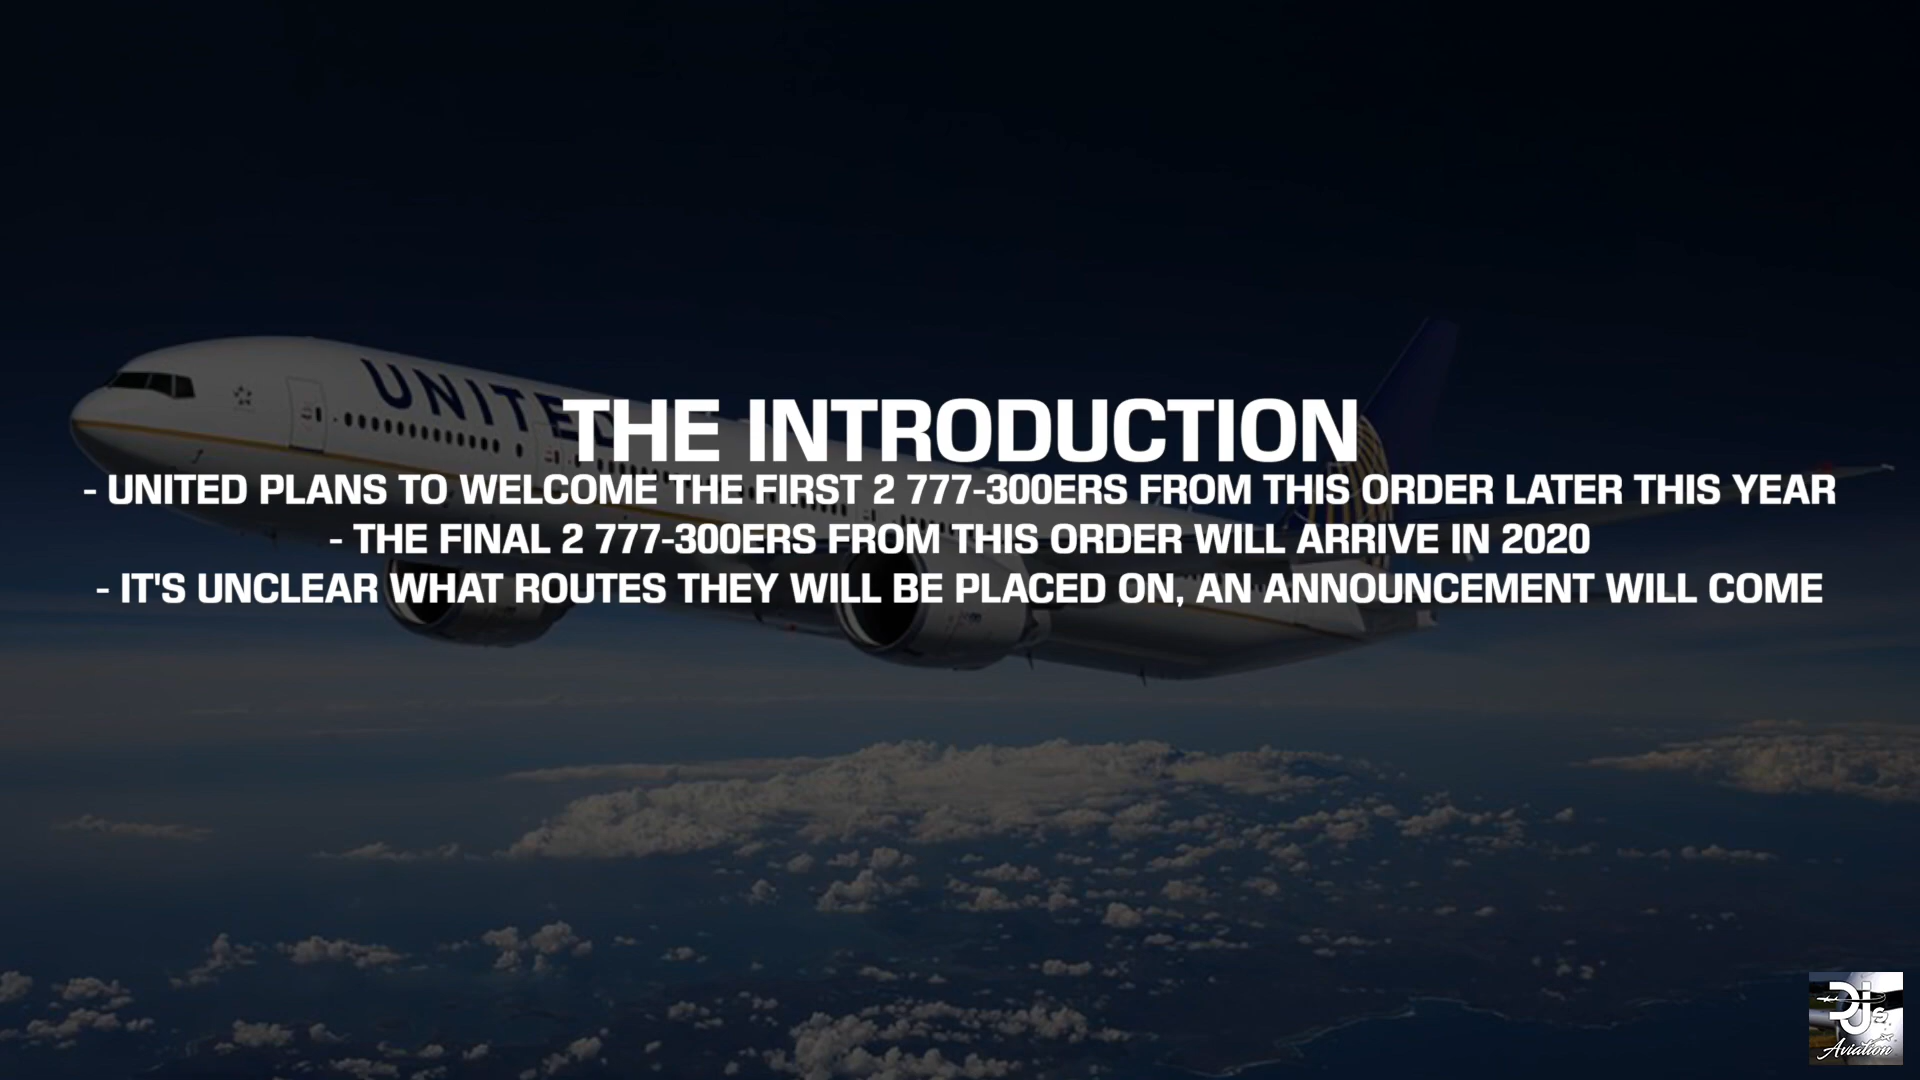 UNITED
THE INTRODUCTION
- UNITED PLANS TO WELCOME THE FIRST 2 777-300ERS FROM THIS ORDER LATER THIS YEAR
- THE FINAL 2 777-300ERS FROM THIS ORDER WILL ARRIVE IN 2020
- IT'S UNCLEAR WHAT ROUTES THEY WILL BE PLACED ON, AN ANNOUNCEMENT WILL COME
DJs
Aviation